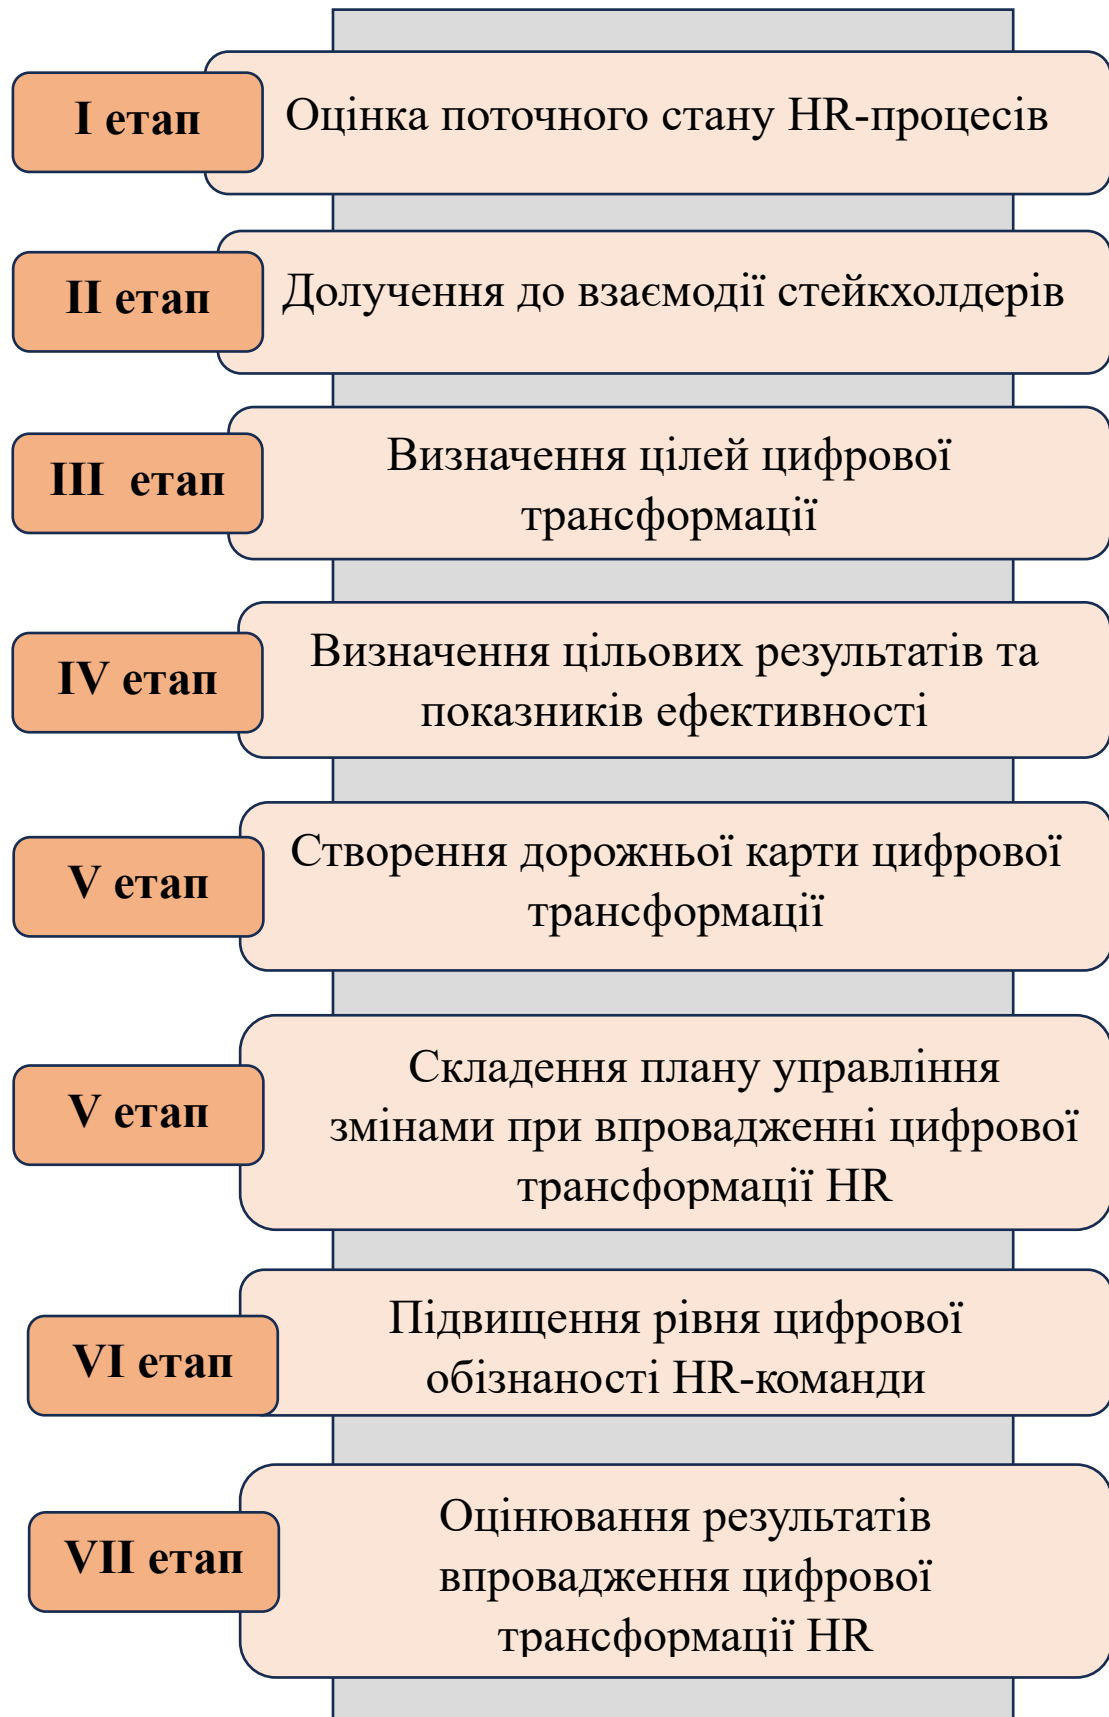 I етап
Оцінка поточного стану HR-процесів
II етап
Долучення до взаємодії стейкхолдерів
III етап
Визначення цілей цифрової
трансформації
IV етап
Визначення цільових результатів та
показників ефективності
V етап
Створення дорожньої карти цифрової
трансформації
V етап
Складення плану управління
змінами при впровадженні цифрової
трансформації HR
VI етап
Підвищення рівня цифрової
обізнаності HR-команди
VII етап
Оцінювання результатів
впровадження цифрової
трансформації HR